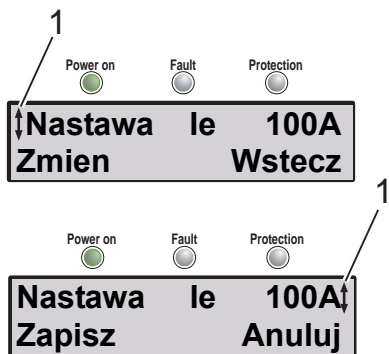 1
Power on Fault Protection
Nastawa Ie 100A
Zmien Wstecz
1
Power on Fault Protection
Nastawa Ie 100A
Zapisz Anuluj